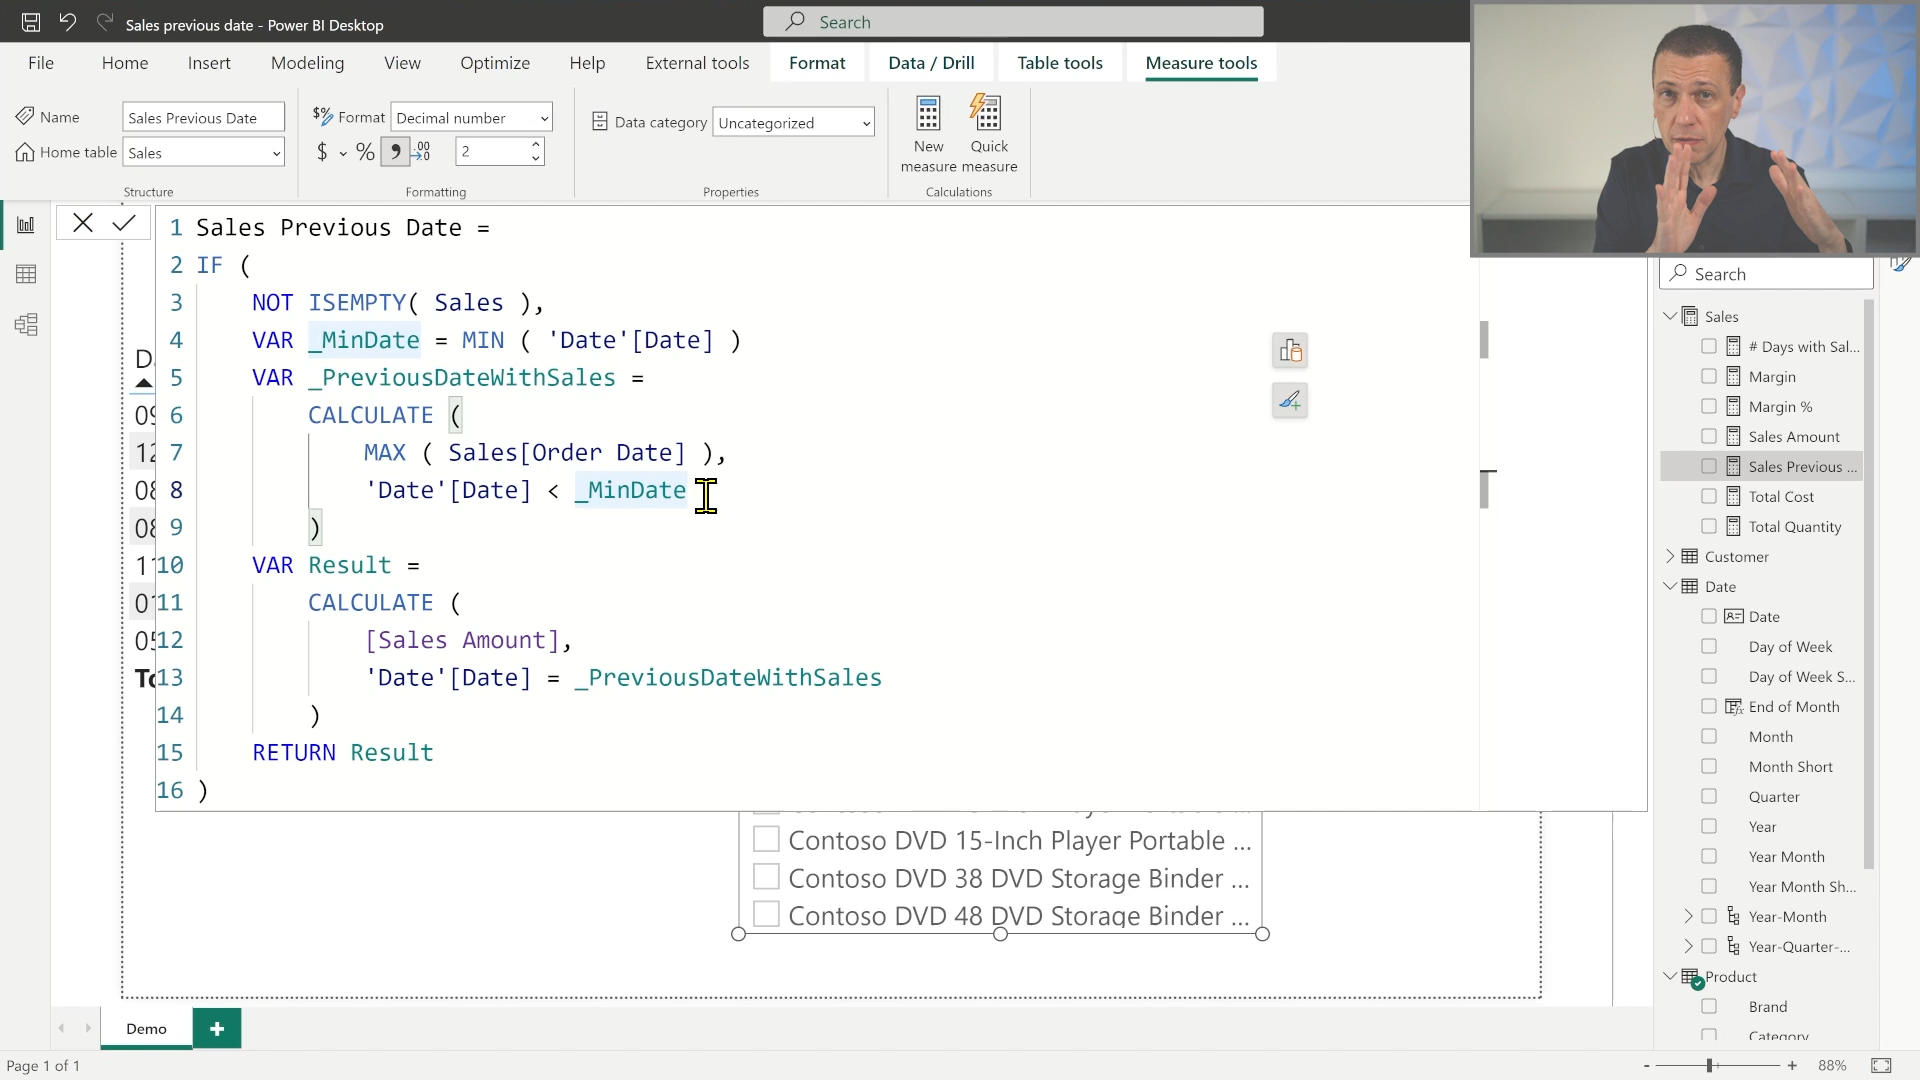 Sales previous date - Power BI Desktop
Search
File
Home
Insert
Modeling
View
Optimize
Help
External tools
Format
Data / Drill
Table tools
Measure tools
Name
Sales Previous Date
Home table
Sales
Structure
Format
Decimal number
$
%
2
Formatting
Data category
Uncategorized
Properties
New measure
Quick measure
Calculations
1 Sales Previous Date =
2 IF (
3 NOT ISEMPTY( Sales ),
4 VAR _MinDate = MIN ( 'Date'[Date] )
5 VAR _PreviousDateWithSales =
6 CALCULATE (
7 MAX ( Sales[Order Date] ),
8 'Date'[Date] < _MinDate
9 )
10 VAR Result =
11 CALCULATE (
12 [Sales Amount],
13 'Date'[Date] = _PreviousDateWithSales
14 )
15 RETURN Result
16 )
Contoso DVD 15-Inch Player Portable ...
Contoso DVD 38 DVD Storage Binder ...
Contoso DVD 48 DVD Storage Binder ...
Search
Sales
# Days with Sal...
Margin
Margin %
Sales Amount
Sales Previous ...
Total Cost
Total Quantity
Customer
Date
Date
Day of Week
Day of Week S...
End of Month
Month
Month Short
Quarter
Year
Year Month
Year Month Sh...
Year-Month
Year-Quarter-...
Product
Brand
Category
Demo
Page 1 of 1
- + 88%